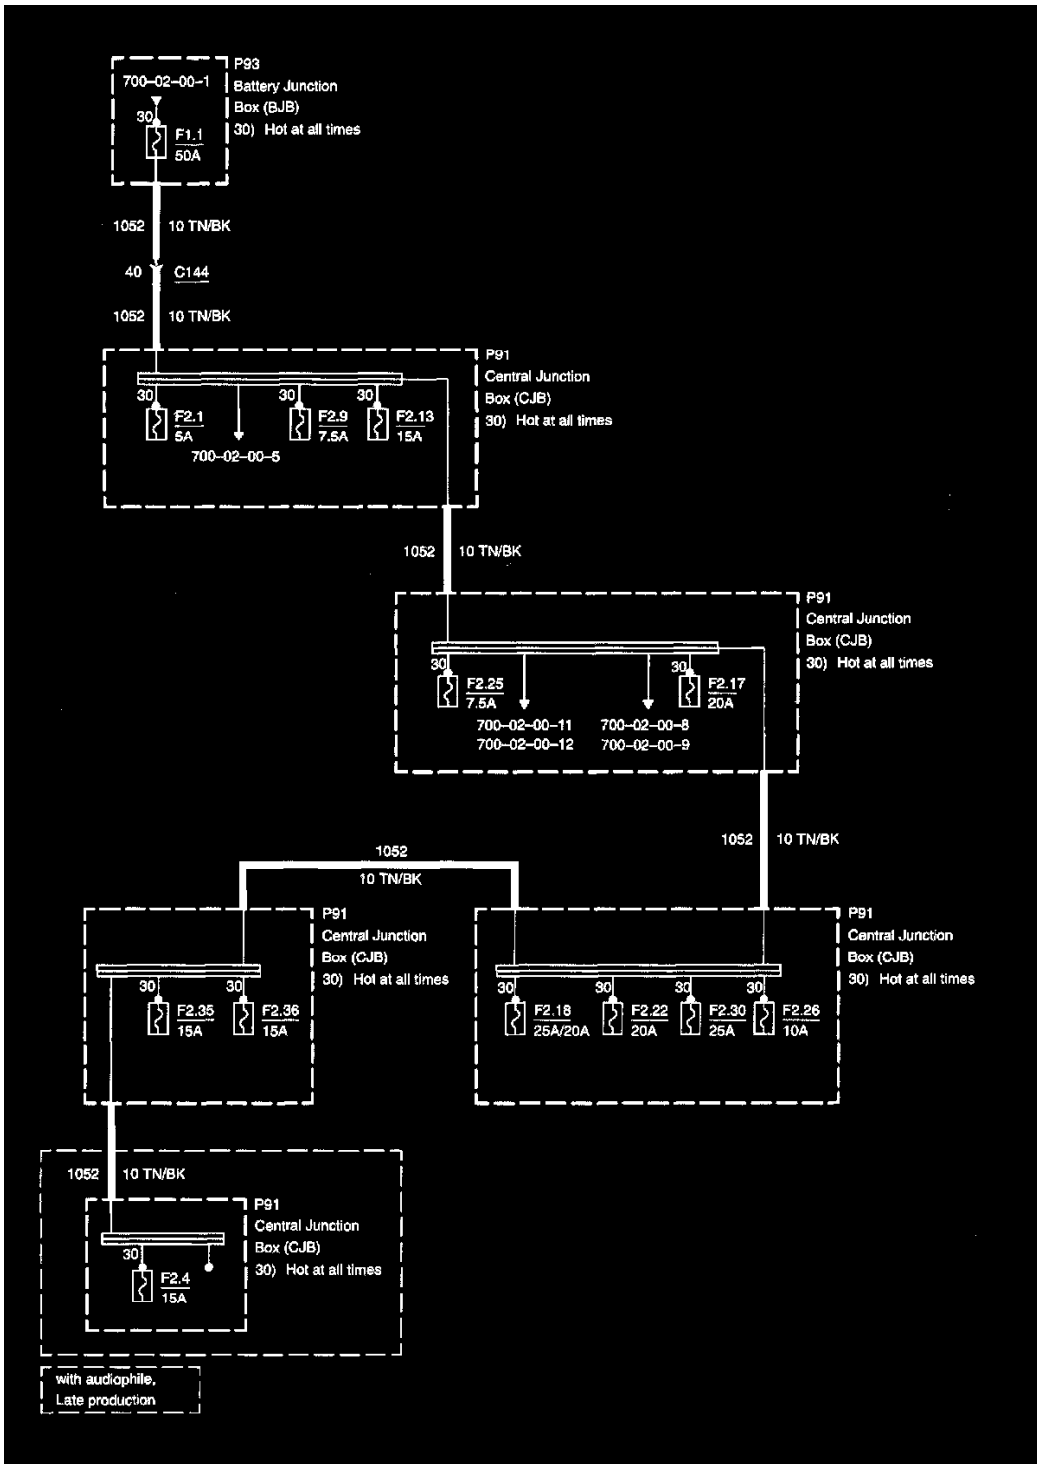 P93
700-02-00-1
Battery Junction
Box (BJB)
30) Hot at all times
30
F1.1
50A
1052
10 TN/BK
40
C144
1052
10 TN/BK
P91
Central Junction
Box (CJB)
30) Hot at all times
30
F2.1
5A
30
F2.9
7.5A
30
F2.13
15A
700-02-00-5
1052
10 TN/BK
P91
Central Junction
Box (CJB)
30) Hot at all times
30
F2.25
7.5A
30
F2.17
20A
700-02-00-11
700-02-00-12
700-02-00-8
700-02-00-9
1052
10 TN/BK
1052
10 TN/BK
P91
Central Junction
Box (CJB)
30) Hot at all times
30
F2.35
15A
30
F2.36
15A
P91
Central Junction
Box (CJB)
30) Hot at all times
30
F2.18
25A/20A
30
F2.22
20A
30
F2.30
25A
30
F2.26
10A
1052
10 TN/BK
P91
Central Junction
Box (CJB)
30) Hot at all times
30
F2.4
15A
with audiophile,
Late production